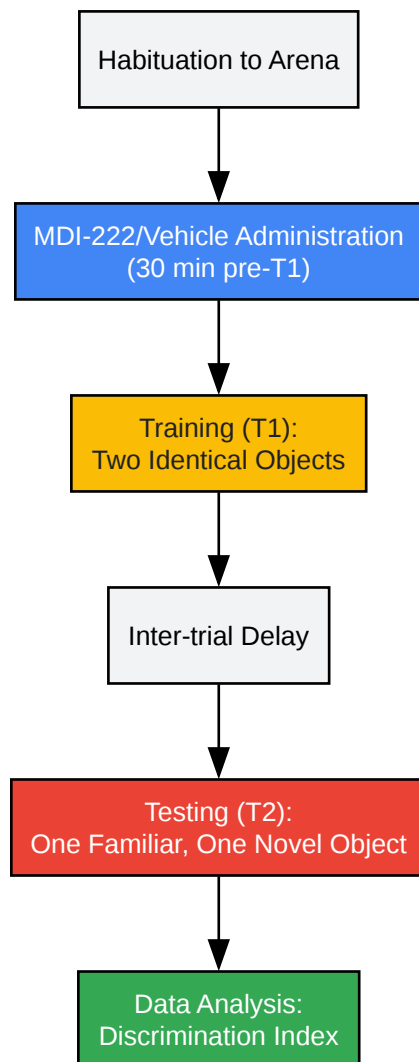 Habituation to Arena
MDI-222/Vehicle Administration
(30 min pre-T1)
Training (T1):
Two Identical Objects
Inter-trial Delay
Testing (T2):
One Familiar, One Novel Object
Data Analysis:
Discrimination Index